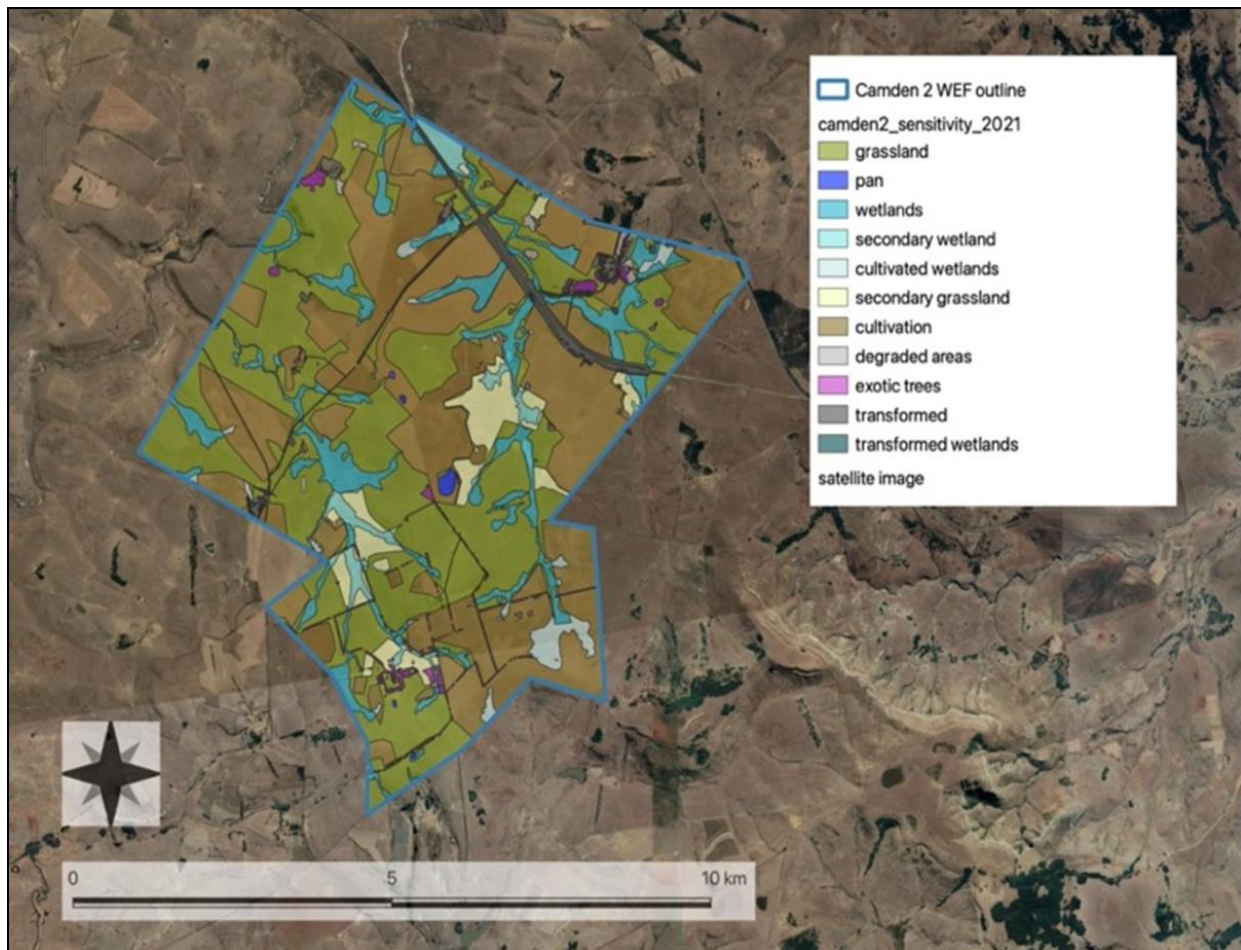 Camden 2 WEF outline
camden2_sensitivity_2021
grassland
pan
wetlands
secondary wetland
cultivated wetlands
secondary grassland
cultivation
degraded areas
exotic trees
transformed
transformed wetlands
satellite image
0 5 10 km